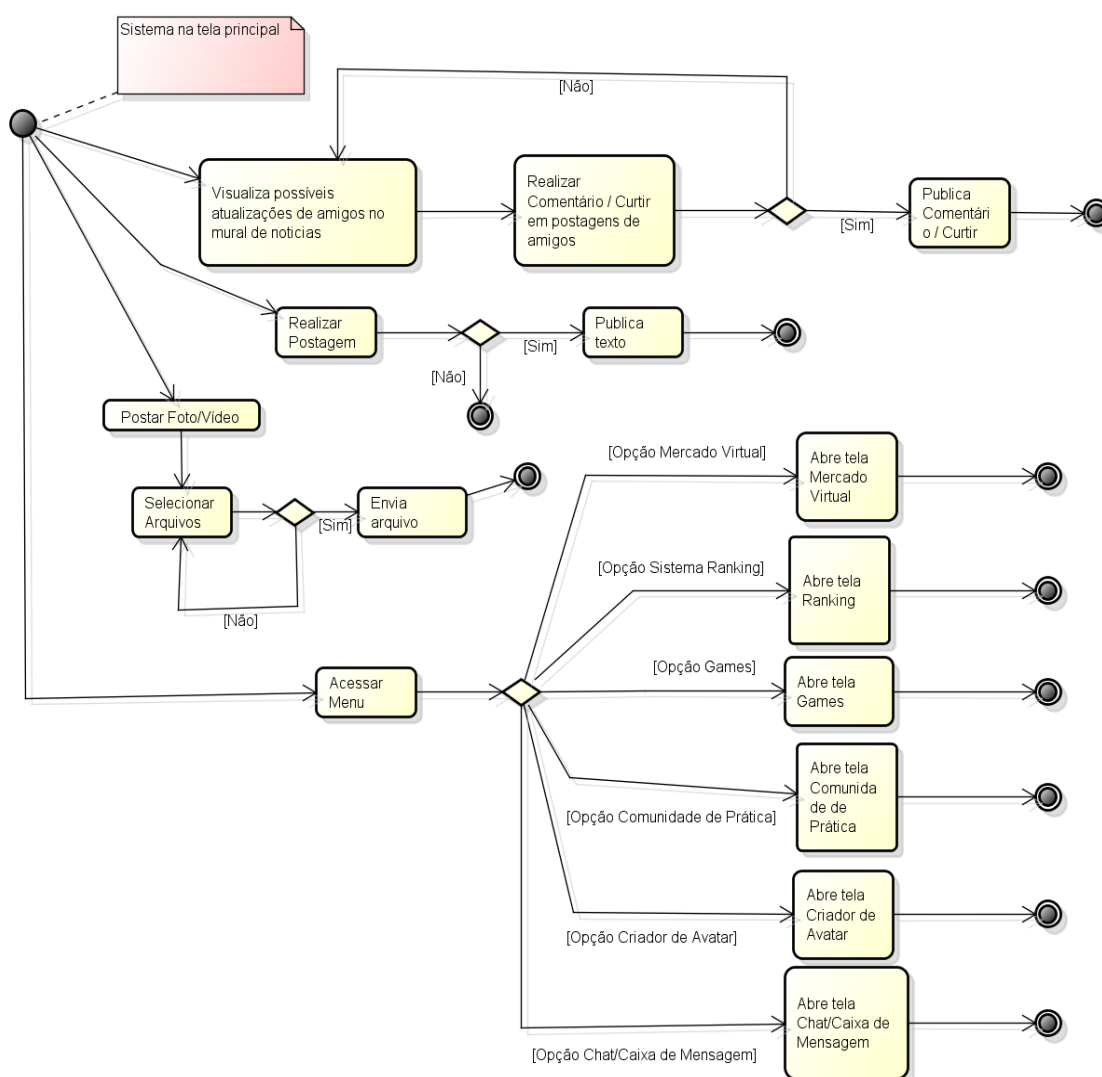 Sistema na tela principal
[Não]
Visualiza possíveis
atualizações de amigos no
mural de noticias
Realizar
Comentário / Curtir
em postagens de
amigos
[Sim]
Publica
Comentári
o / Curtir
Realizar
Postagem
[Sim]
[Não]
Publica
texto
Postar Foto/Vídeo
Selecionar
Arquivos
[Sim]
[Não]
Envia
arquivo
Acessar
Menu
[Opção Mercado Virtual]
Abre tela
Mercado
Virtual
[Opção Sistema Ranking]
Abre tela
Ranking
[Opção Games]
Abre tela
Games
[Opção Comunidade de Prática]
Abre tela
Comunida
de de
Prática
[Opção Criador de Avatar]
Abre tela
Criador de
Avatar
[Opção Chat/Caixa de Mensagem]
Abre tela
Chat/Caixa de
Mensagem